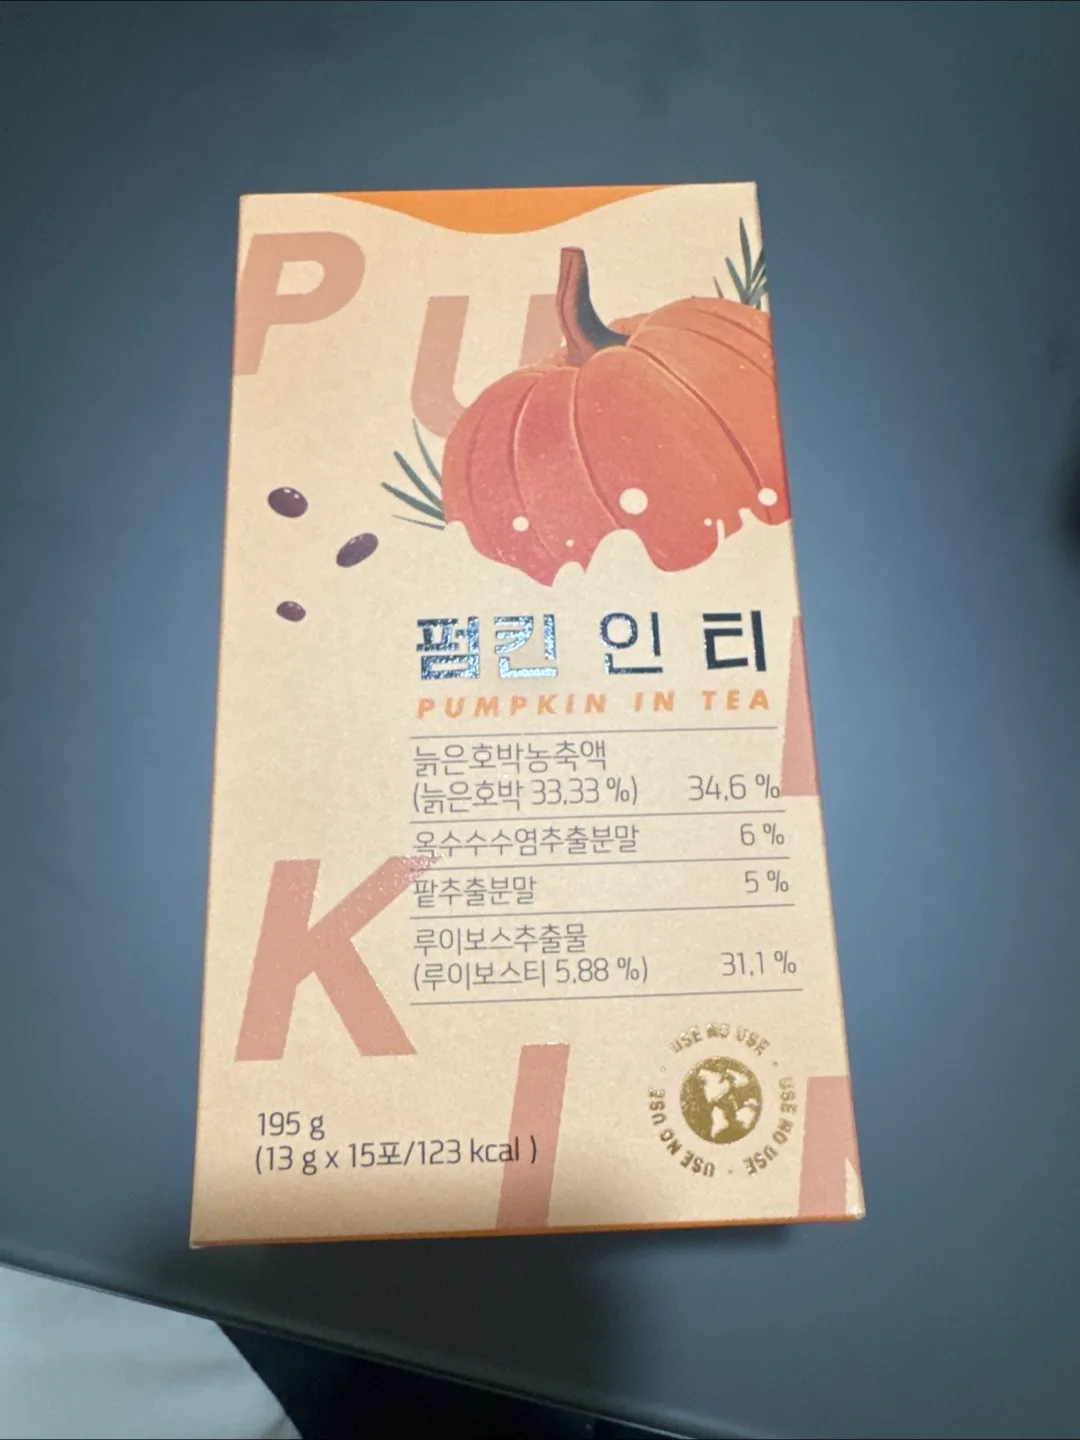 P
U
펌킨 인 티
PUMPKIN IN TEA
늙은호박농축액
(늙은호박 33,33 %) 34,6 %
옥수수수염추출분말 6 %
팥추출분말 5 %
루이보스추출물
(루이보스티 5,88 %) 31,1 %
K
I
195 g
(13 g x 15포/123 kcal )
USE NO USE · USE NO USE · USE NO USE ·